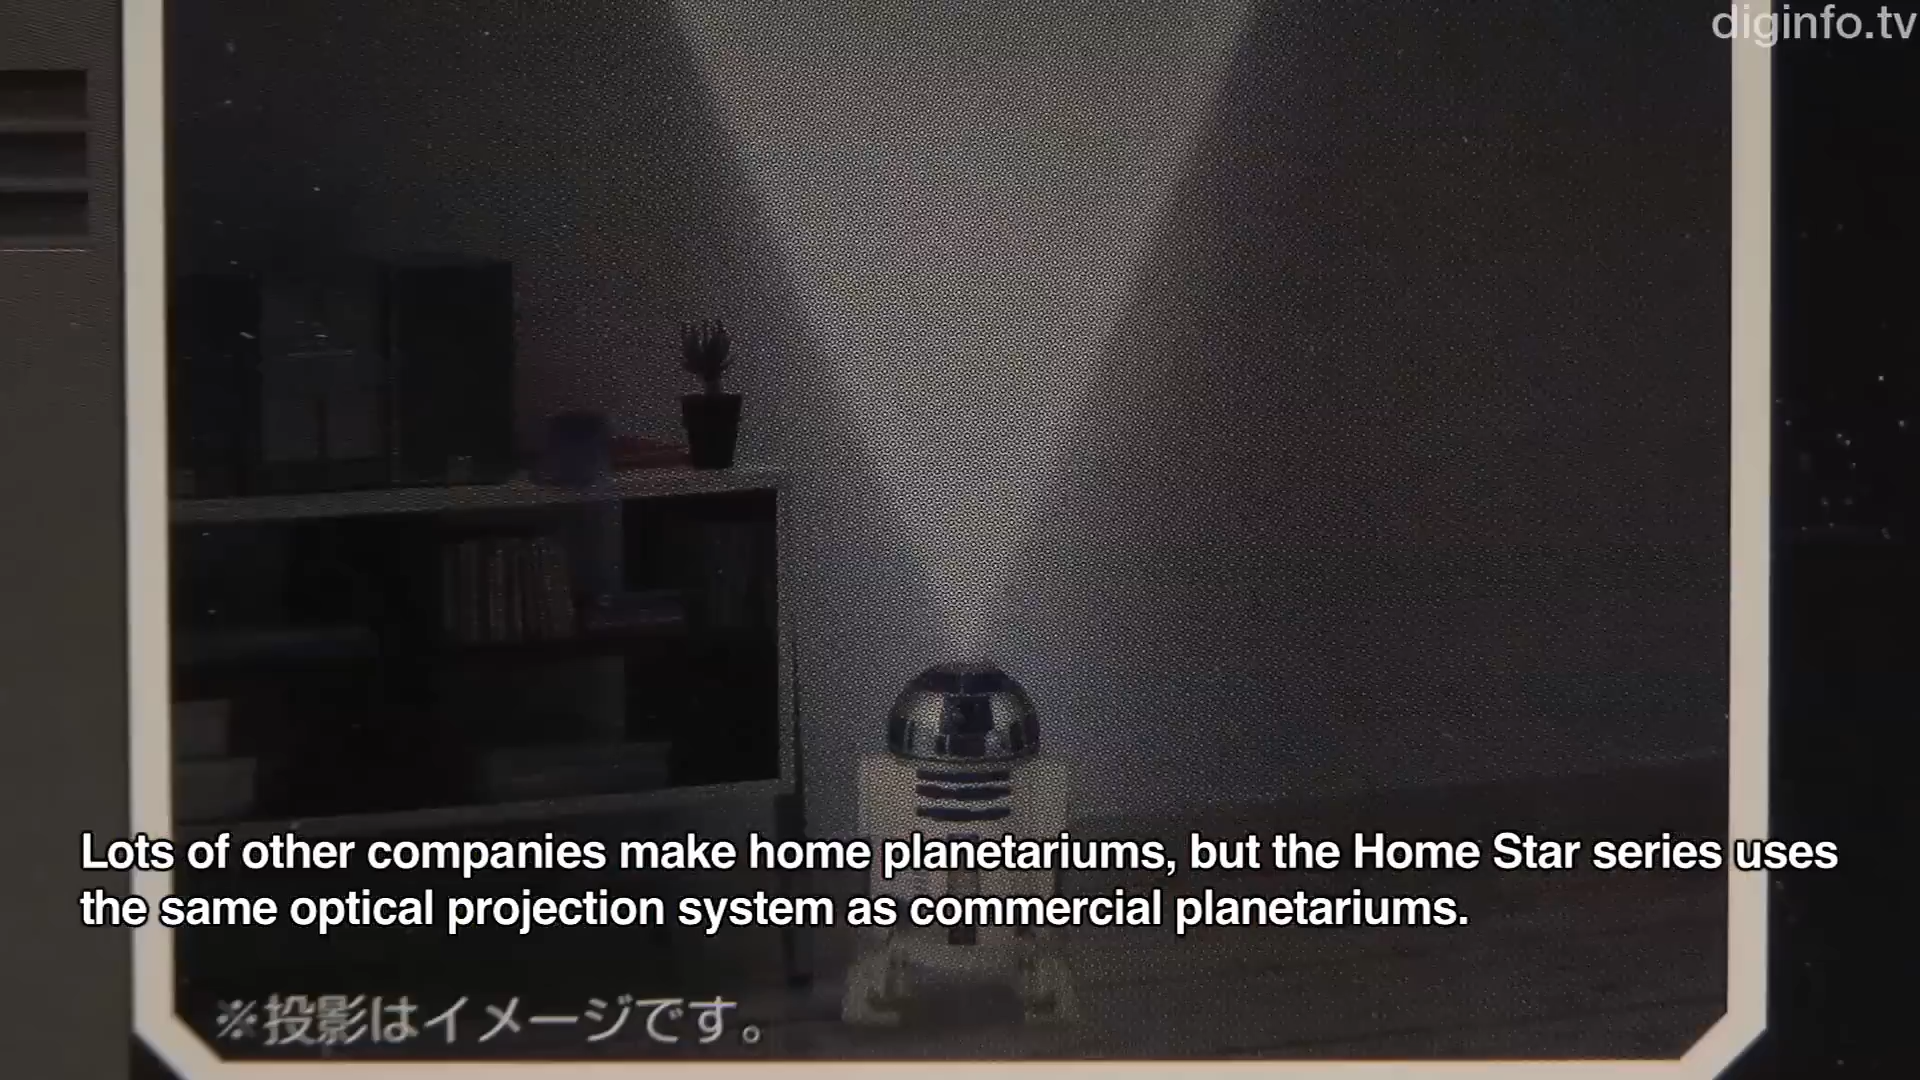 diginfo.tv
Lots of other companies make home planetariums, but the Home Star series uses
the same optical projection system as commercial planetariums.
※投影はイメージです。